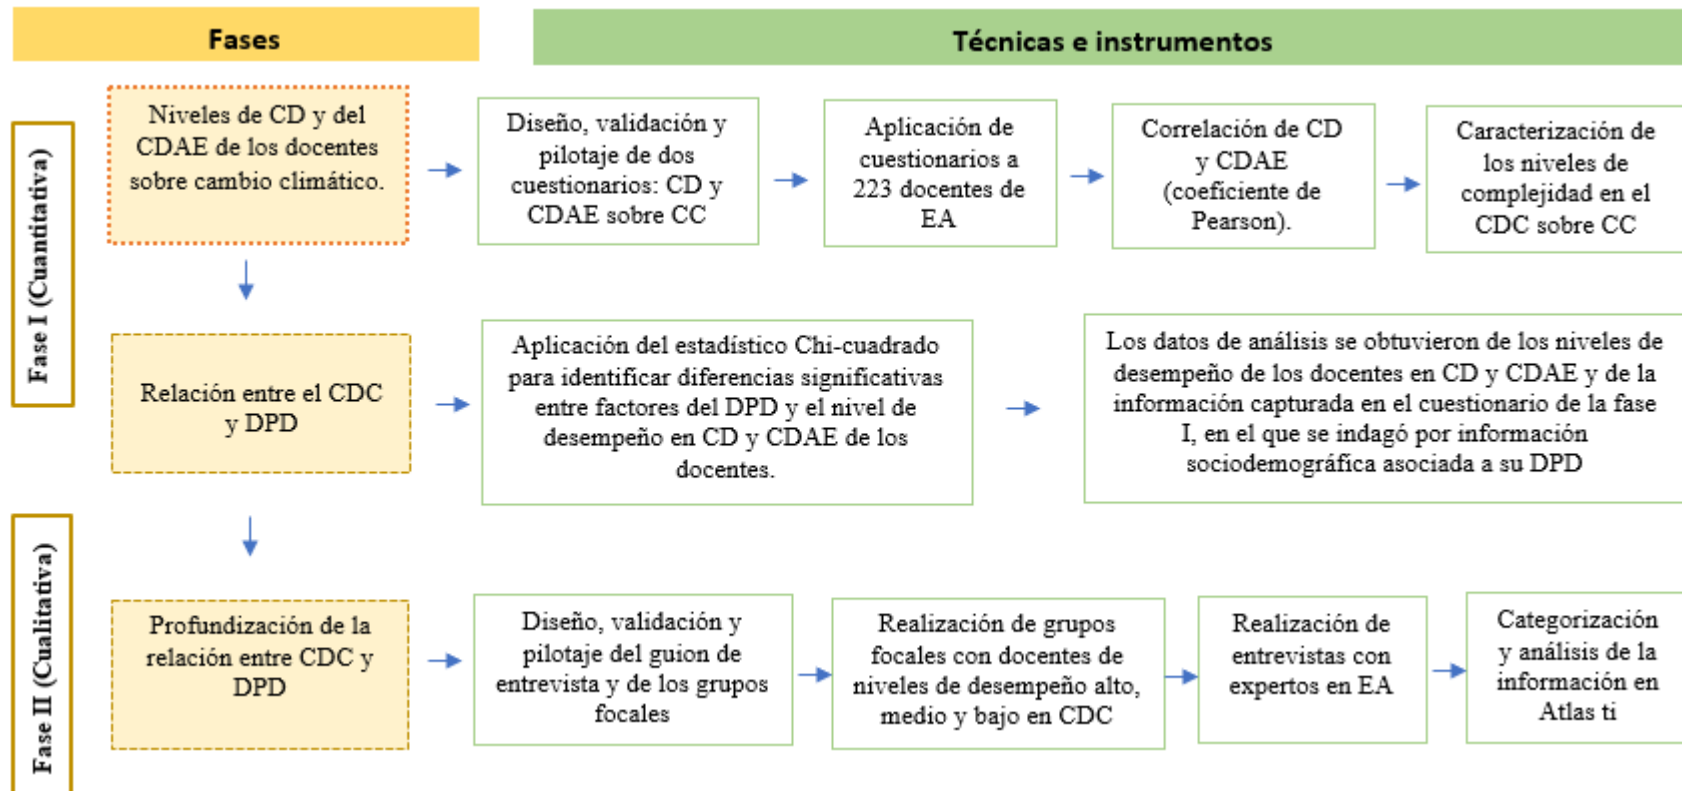 Fases
Técnicas e instrumentos
Fase I (Cuantitativa)
Niveles de CD y del
CDAE de los docentes
sobre cambio climático.
Diseño, validación y
pilotaje de dos
cuestionarios: CD y
CDAE sobre CC
Aplicación de
cuestionarios a
223 docentes de
EA
Correlación de CD
y CDAE
(coeficiente de
Pearson).
Caracterización de
los niveles de
complejidad en el
CDC sobre CC
Relación entre el CDC
y DPD
Aplicación del estadístico Chi-cuadrado
para identificar diferencias significativas
entre factores del DPD y el nivel de
desempeño en CD y CDAE de los
docentes.
Los datos de análisis se obtuvieron de los niveles de
desempeño de los docentes en CD y CDAE y de la
información capturada en el cuestionario de la fase
I, en el que se indagó por información
sociodemográfica asociada a su DPD
Fase II (Cualitativa)
Profundización de la
relación entre CDC y
DPD
Diseño, validación y
pilotaje del guion de
entrevista y de los grupos
focales
Realización de grupos
focales con docentes de
niveles de desempeño alto,
medio y bajo en CDC
Realización de
entrevistas con
expertos en EA
Categorización
y análisis de la
información en
Atlas ti